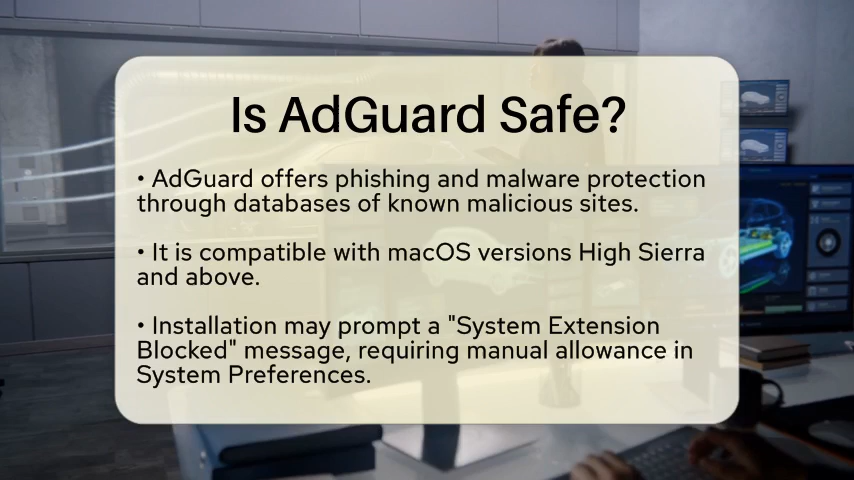 Is AdGuard Safe?
• AdGuard offers phishing and malware protection
through databases of known malicious sites.
• It is compatible with macOS versions High Sierra
and above.
• Installation may prompt a "System Extension
Blocked" message, requiring manual allowance in
System Preferences.